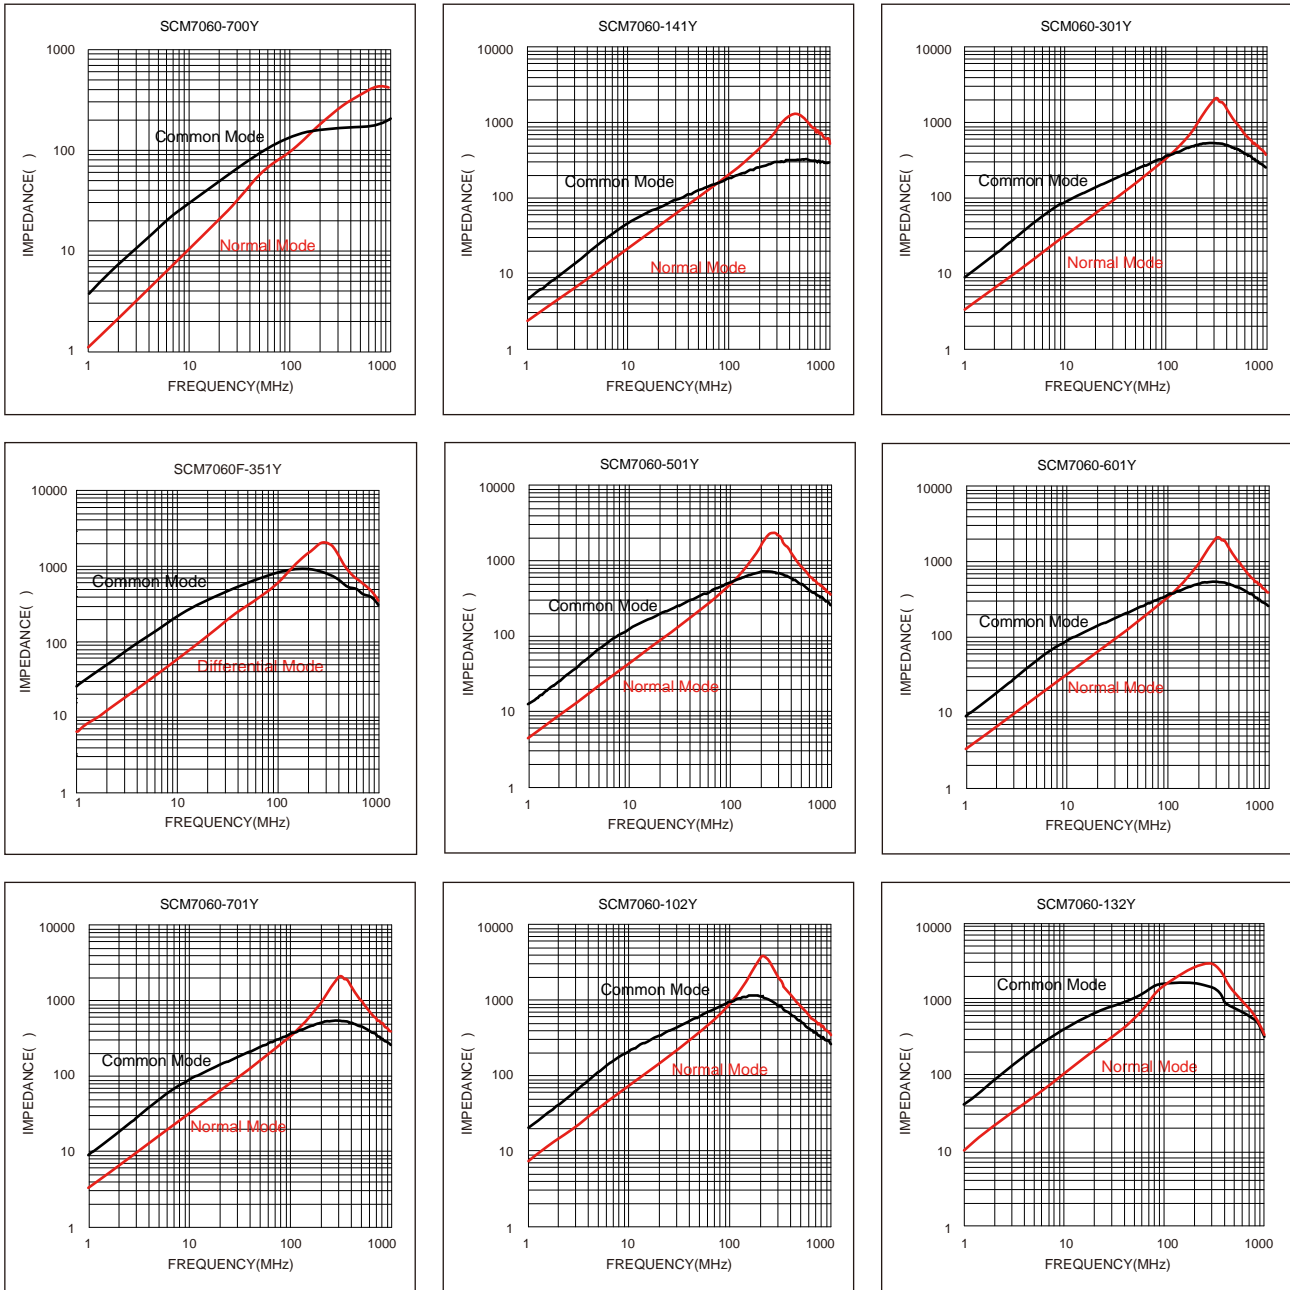 SCM7060-700Y
1000
100
10
1
IMPEDANCE( )
Common Mode
Normal Mode
1 10 100 1000
FREQUENCY(MHz)
SCM7060-141Y
10000
1000
100
10
1
IMPEDANCE( )
Common Mode
Normal Mode
1 10 100 1000
FREQUENCY(MHz)
SCM060-301Y
10000
1000
100
10
1
IMPEDANCE( )
Common Mode
Normal Mode
1 10 100 1000
FREQUENCY(MHz)
SCM7060F-351Y
10000
1000
100
10
1
IMPEDANCE( )
Common Mode
Differential Mode
1 10 100 1000
FREQUENCY(MHz)
SCM7060-501Y
10000
1000
100
10
1
IMPEDANCE( )
Common Mode
Normal Mode
1 10 100 1000
FREQUENCY(MHz)
SCM7060-601Y
10000
1000
100
10
1
IMPEDANCE( )
Common Mode
Normal Mode
1 10 100 1000
FREQUENCY(MHz)
SCM7060-701Y
10000
1000
100
10
1
IMPEDANCE( )
Common Mode
Normal Mode
1 10 100 1000
FREQUENCY(MHz)
SCM7060-102Y
10000
1000
100
10
1
IMPEDANCE( )
Common Mode
Normal Mode
1 10 100 1000
FREQUENCY(MHz)
SCM7060-132Y
10000
1000
100
10
1
IMPEDANCE( )
Common Mode
Normal Mode
1 10 100 1000
FREQUENCY(MHz)